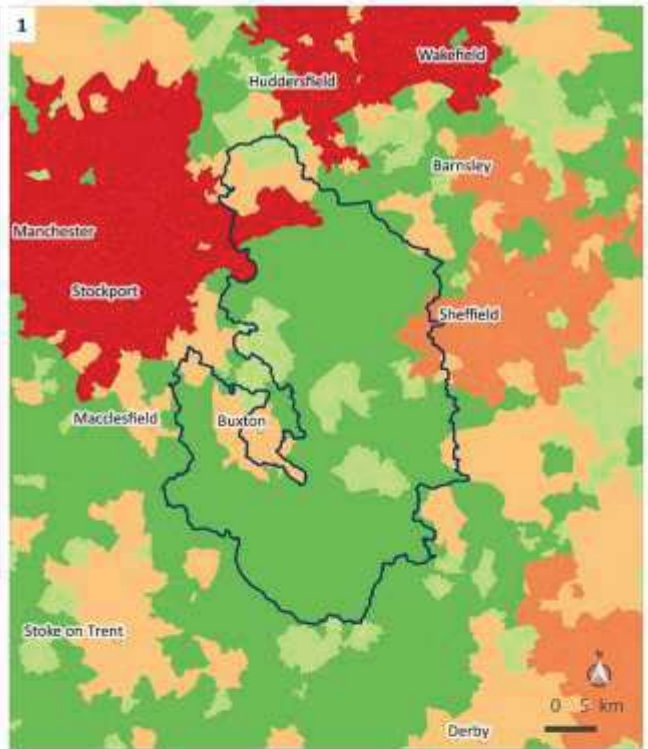 1
Wakefield
Huddersfield
Barnsley
Manchester
Stockport
Sheffield
Macclesfield
Buxton
Stoke on Trent
N
0 5 km
Derby